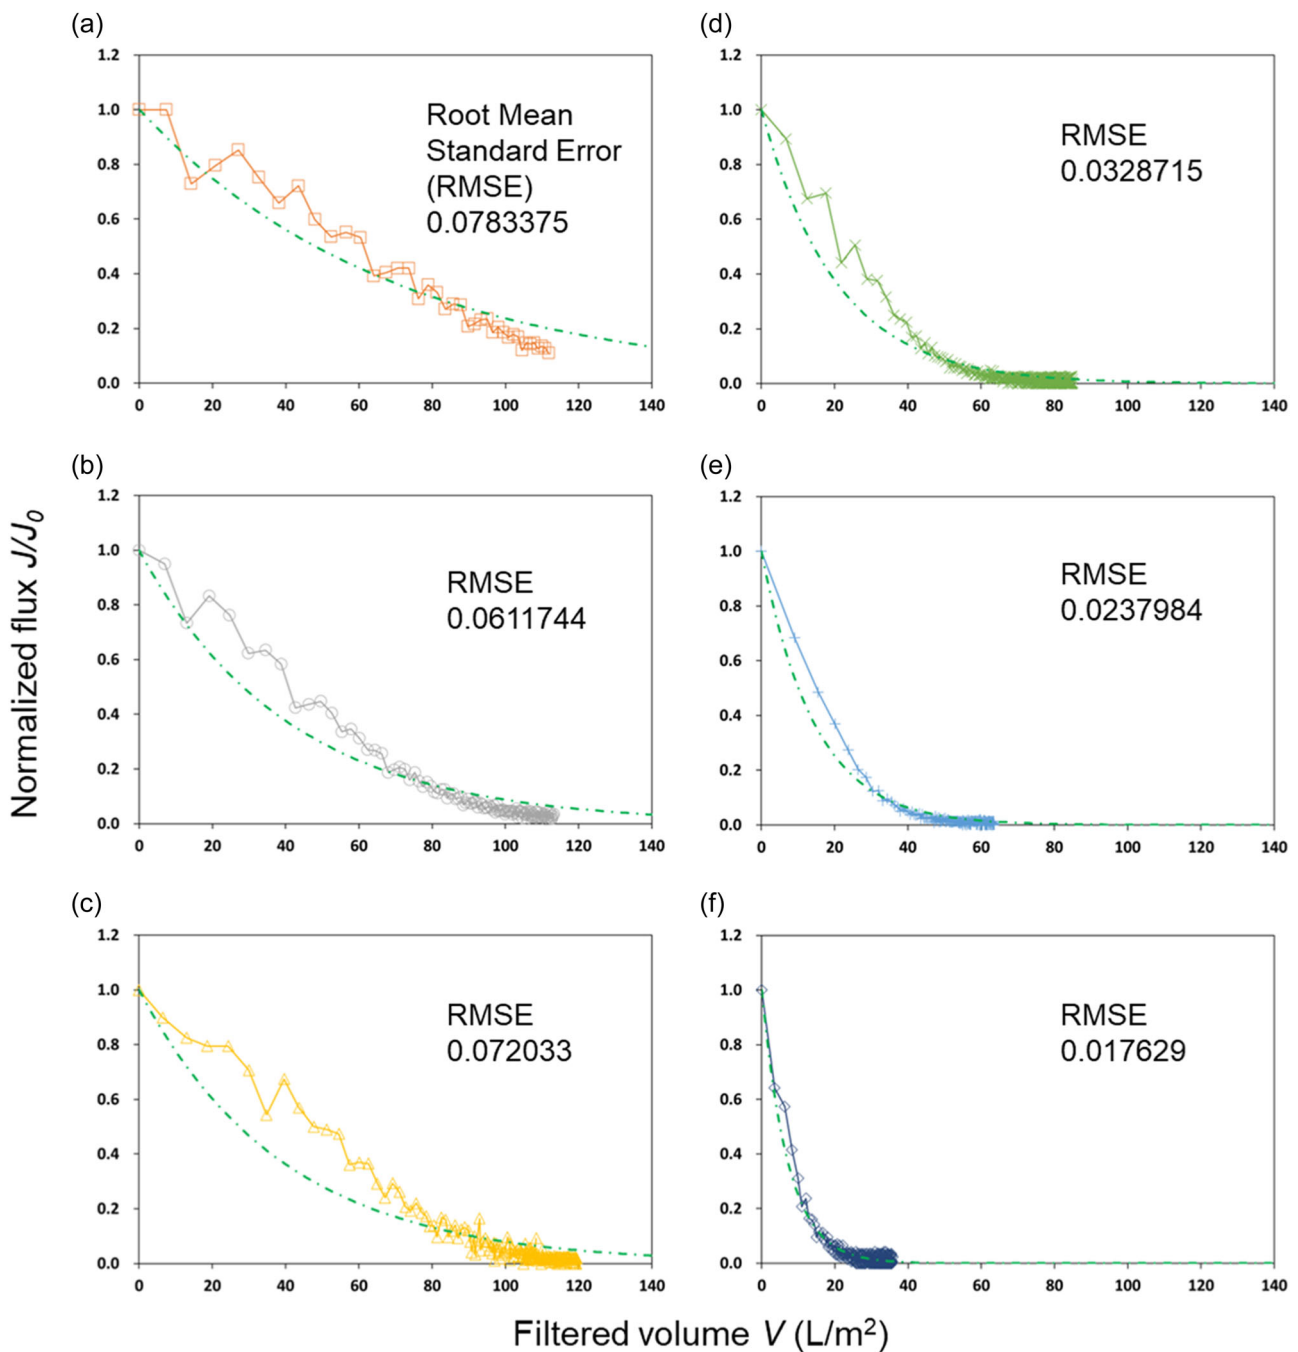 (a)
1.2
1.0
0.8
0.6
0.4
0.2
0.0
0 20 40 60 80 100 120 140
Root Mean
Standard Error
(RMSE)
0.0783375
(d)
1.2
1.0
0.8
0.6
0.4
0.2
0.0
0 20 40 60 80 100 120 140
RMSE
0.0328715
(b)
1.2
1.0
0.8
0.6
0.4
0.2
0.0
0 20 40 60 80 100 120 140
RMSE
0.0611744
(e)
1.2
1.0
0.8
0.6
0.4
0.2
0.0
0 20 40 60 80 100 120 140
RMSE
0.0237984
(c)
1.2
1.0
0.8
0.6
0.4
0.2
0.0
0 20 40 60 80 100 120 140
RMSE
0.072033
(f)
1.2
1.0
0.8
0.6
0.4
0.2
0.0
0 20 40 60 80 100 120 140
RMSE
0.017629
Normalized flux J/J₀
Filtered volume V (L/m²)